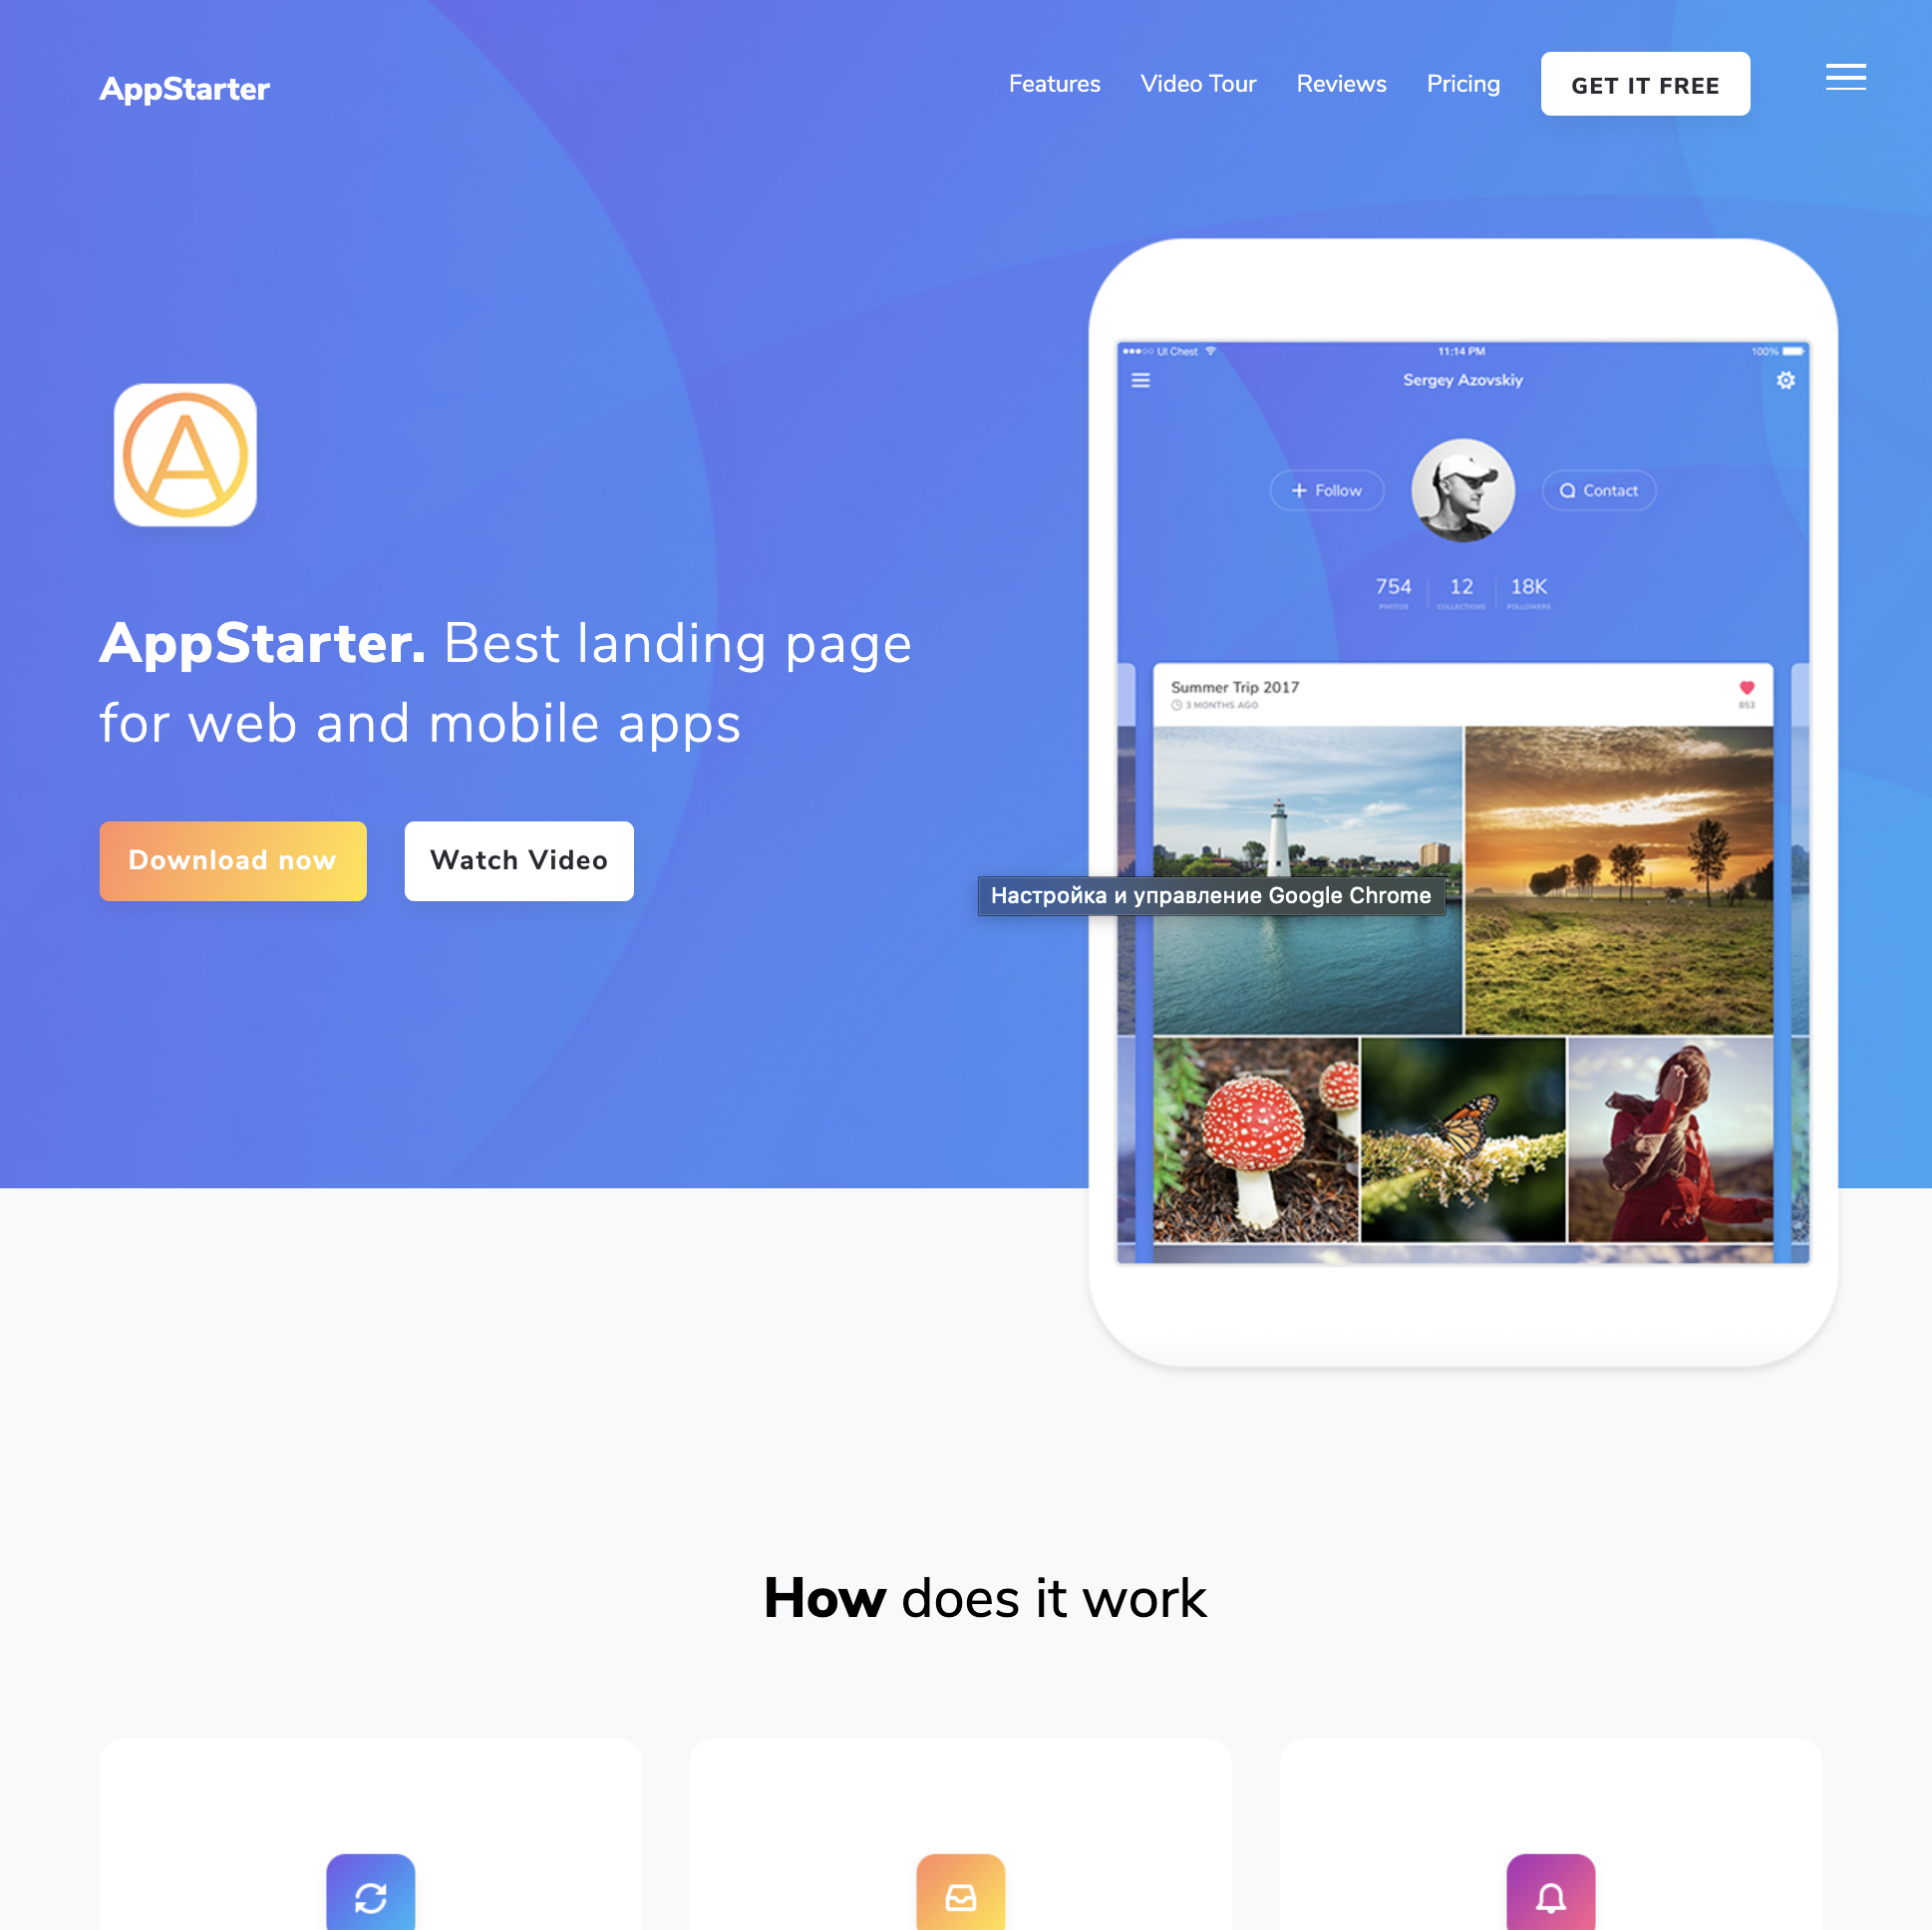 AppStarter
Features Video Tour Reviews Pricing GET IT FREE
UI Chest 11:14 PM 100%
Sergey Azovskiy
Follow Contact
754 12 18K
PHOTOS COLLECTIONS FOLLOWERS
AppStarter. Best landing page
for web and mobile apps
Download now Watch Video
Summer Trip 2017
3 MONTHS AGO 853
Настройка и управление Google Chrome
How does it work